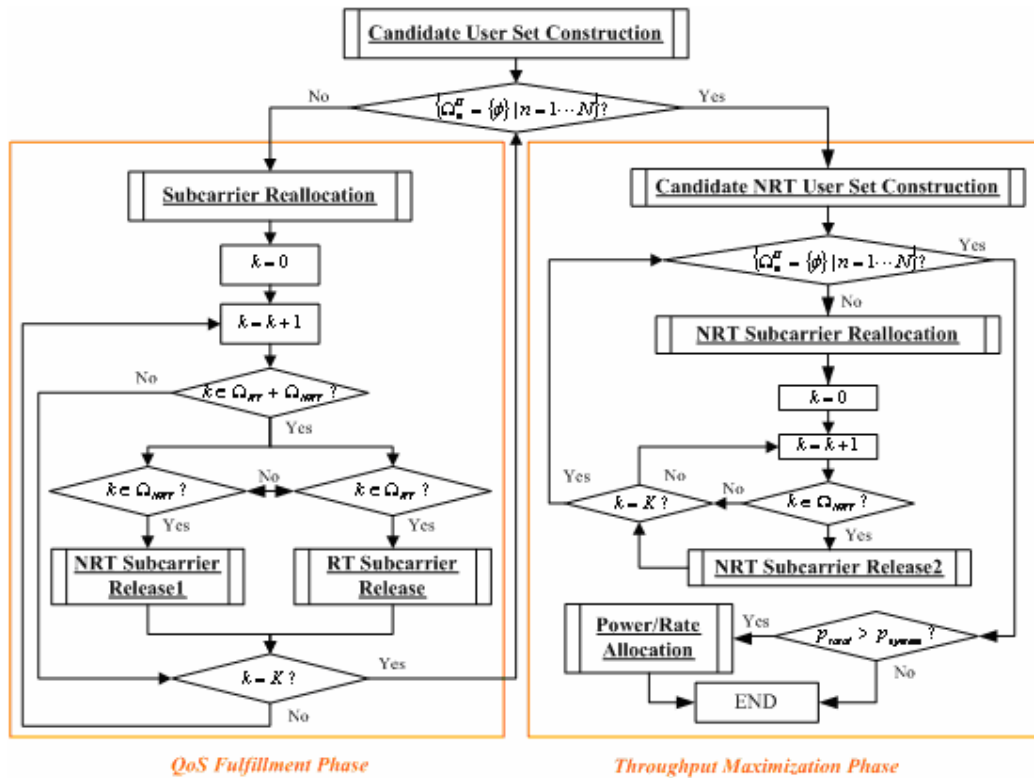 Candidate User Set Construction
{Ω_n^H = {ϕ} | n = 1⋯N}?
No
Yes
Subcarrier Reallocation
k = 0
k = k + 1
No
k ∈ Ω_RT + Ω_NRT ?
Yes
k ∈ Ω_NRT ?
No
k ∈ Ω_RT ?
Yes
Yes
NRT Subcarrier
Release1
RT Subcarrier
Release
k = K ?
Yes
No
QoS Fulfillment Phase
Candidate NRT User Set Construction
{Ω_n^H = {ϕ} | n = 1⋯N}?
Yes
No
NRT Subcarrier Reallocation
k = 0
k = k + 1
Yes
No
k = K ?
No
k ∈ Ω_NRT ?
Yes
NRT Subcarrier Release2
Power/Rate
Allocation
Yes
p_total > p_system ?
No
END
Throughput Maximization Phase